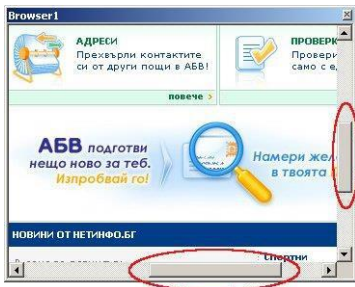 Browser1
АДРЕСИ
Прехвърли контактите
си от други пощи в АБВ!
повече >
ПРОВЕРК
Провери
само с е
АБВ подготви
нещо ново за теб.
Изпробвай го!
Намери жел
в твоята
НОВИНИ ОТ НЕТИНФО.БГ
Спортни